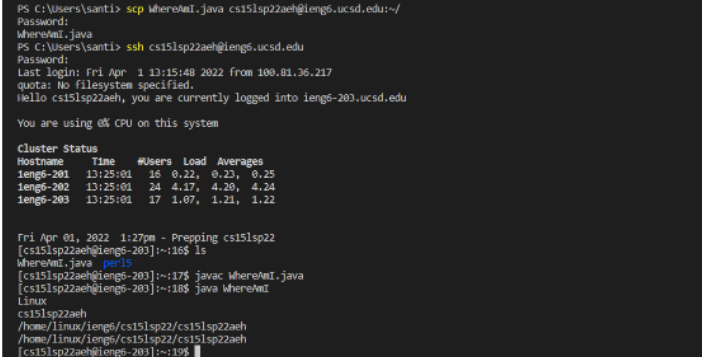 PS C:\Users\santi> scp WhereAmI.java cs15lsp22aeh@ieng6.ucsd.edu:~/
Password:
WhereAmI.java
PS C:\Users\santi> ssh cs15lsp22aeh@ieng6.ucsd.edu
Password:
Last login: Fri Apr  1 13:15:48 2022 from 100.81.36.217
quota: No filesystem specified.
Hello cs15lsp22aeh, you are currently logged into ieng6-203.ucsd.edu
You are using 0% CPU on this system
Cluster Status
Hostname     Time    #Users  Load  Averages
ieng6-201   13:25:01   16  0.22,  0.23,  0.25
ieng6-202   13:25:01   24  4.17,  4.20,  4.24
ieng6-203   13:25:01   17  1.07,  1.21,  1.22
Fri Apr 01, 2022  1:27pm - Prepping cs15lsp22
[cs15lsp22aeh@ieng6-203]:~:16$ ls
WhereAmI.java  perl5
[cs15lsp22aeh@ieng6-203]:~:17$ javac WhereAmI.java
[cs15lsp22aeh@ieng6-203]:~:18$ java WhereAmI
Linux
cs15lsp22aeh
/home/linux/ieng6/cs15lsp22/cs15lsp22aeh
/home/linux/ieng6/cs15lsp22/cs15lsp22aeh
[cs15lsp22aeh@ieng6-203]:~:19$